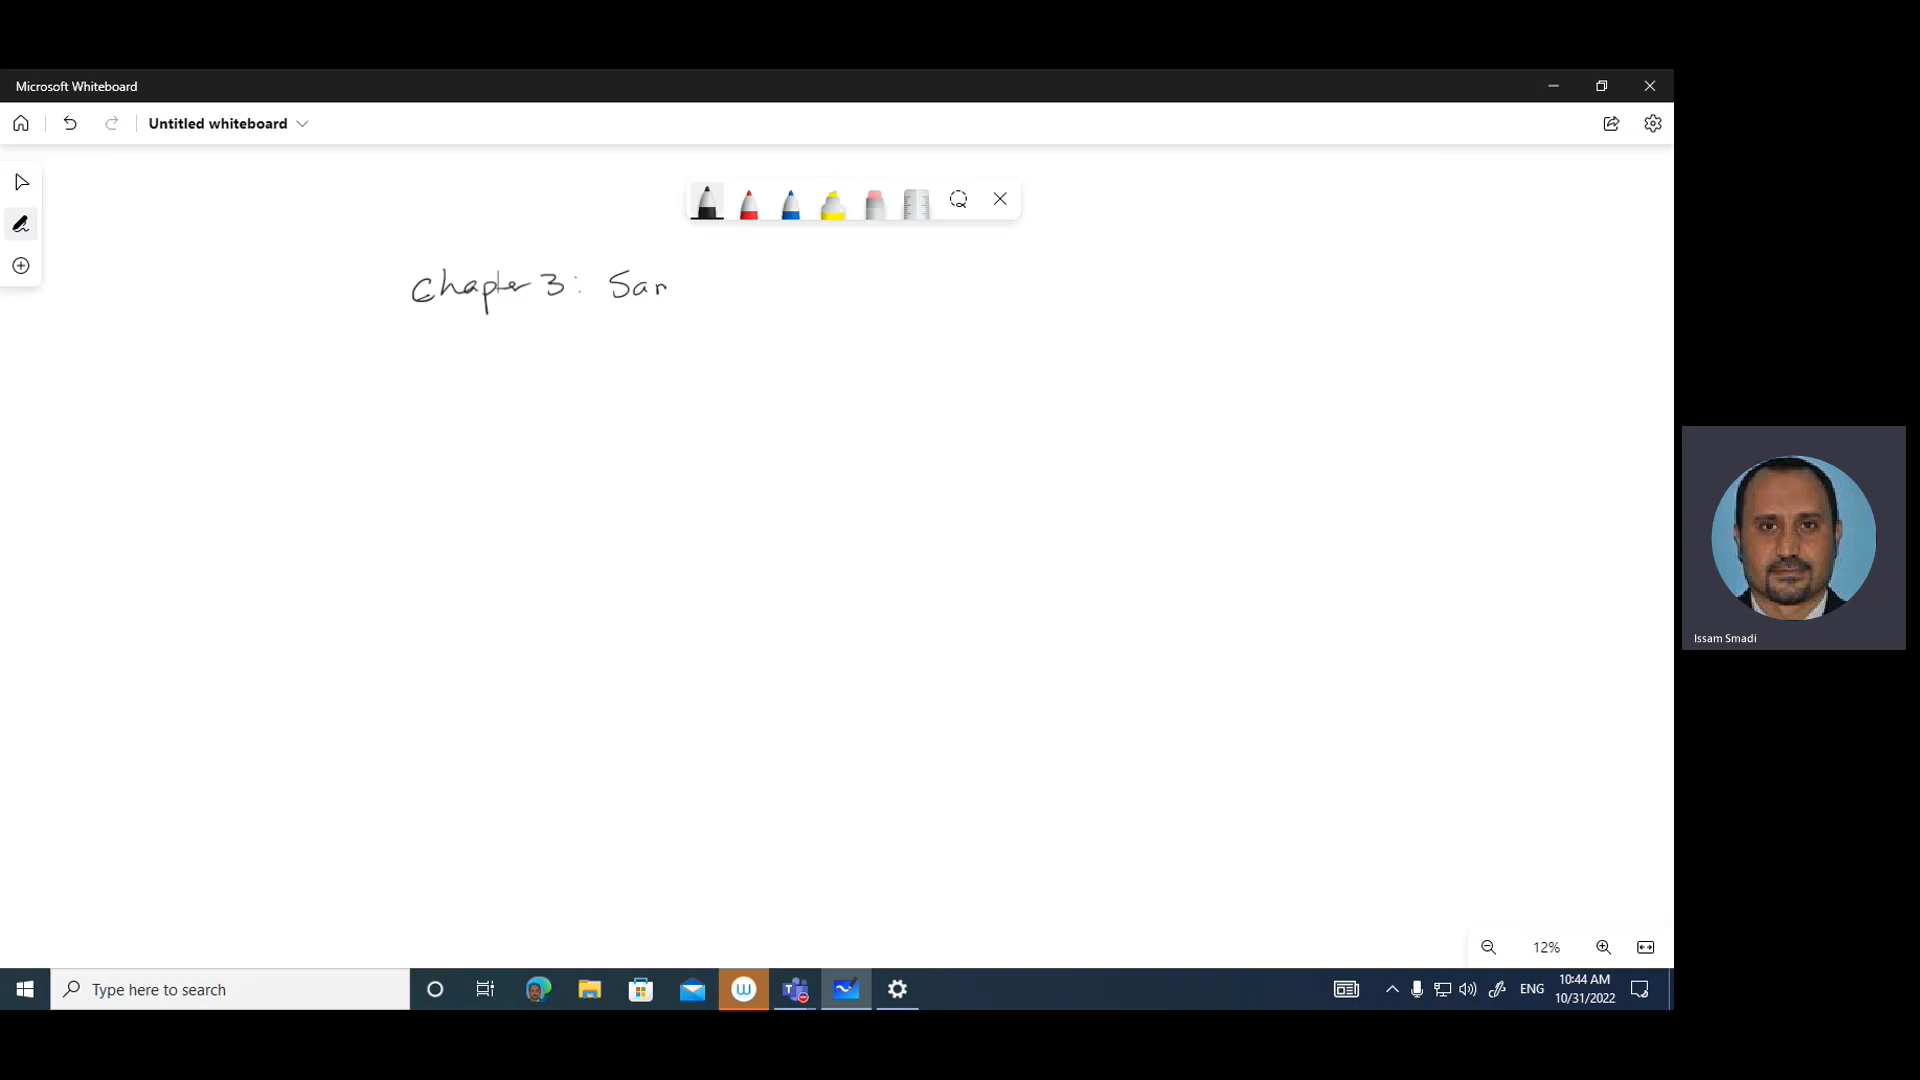 Microsoft Whiteboard
Untitled whiteboard
Chapter 3: Sar
Issam Smadi
12%
Type here to search
W
T
ENG
10:44 AM
10/31/2022